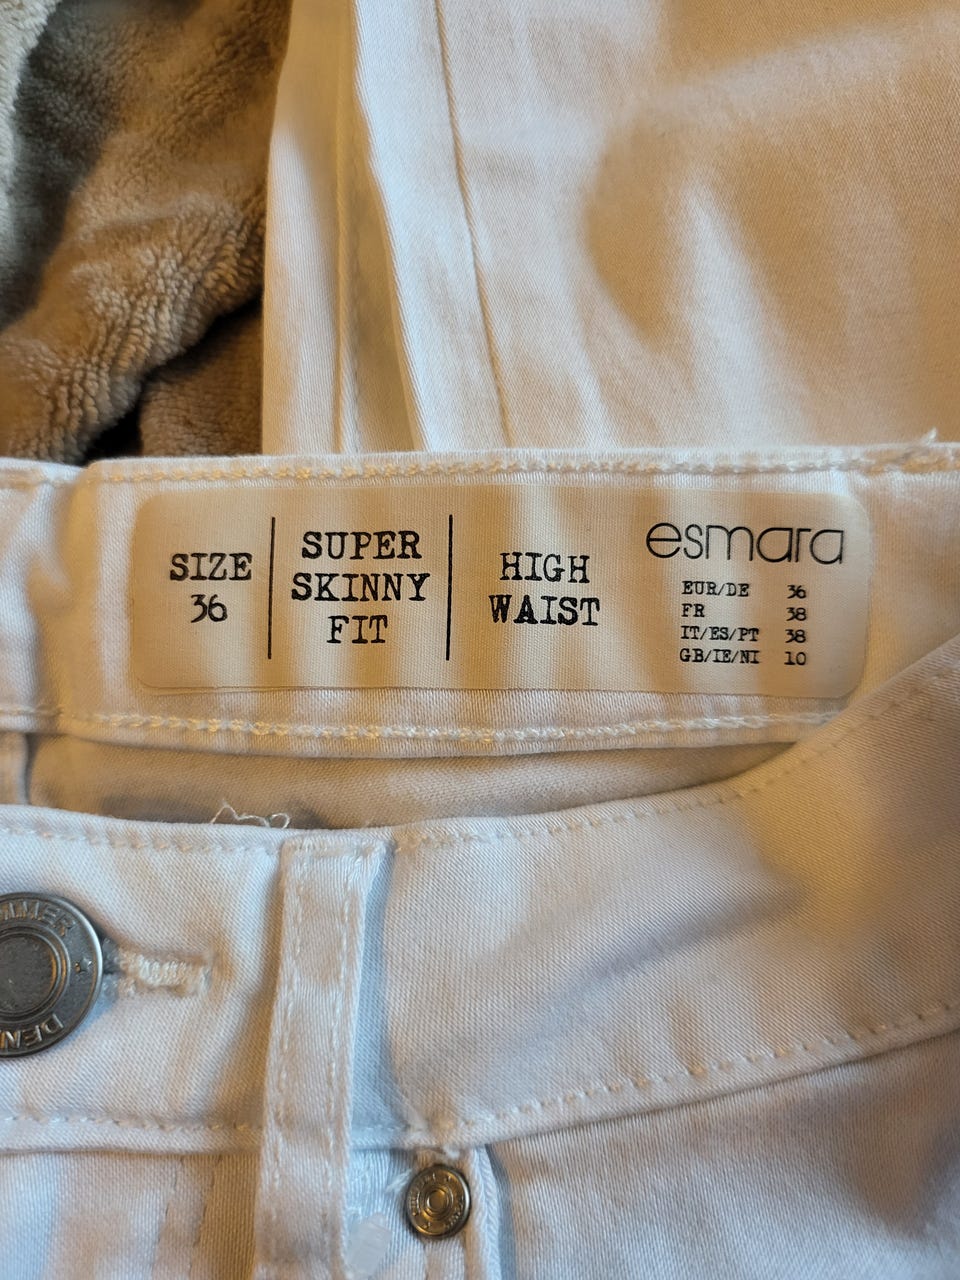 SIZE
36
SUPER
SKINNY
FIT
HIGH
WAIST
esmara
EUR/DE 36
FR 38
IT/ES/PT 38
GB/IE/NI 10